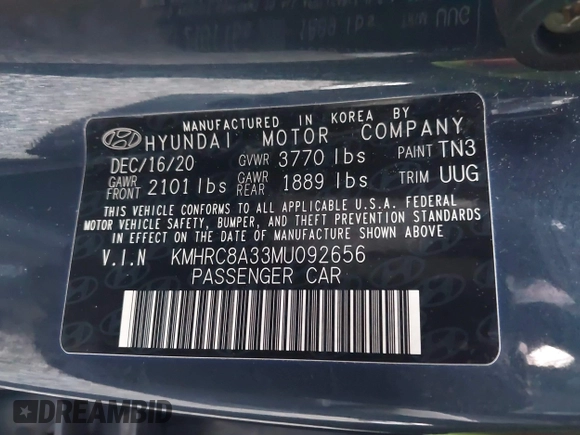 MANUFACTURED IN KOREA BY
HYUNDAI MOTOR COMPANY
DEC/16/20 GVWR 3770 lbs PAINT TN3
GAWR FRONT 2101 lbs GAWR REAR 1889 lbs TRIM UUG
THIS VEHICLE CONFORMS TO ALL APPLICABLE U.S.A. FEDERAL
MOTOR VEHICLE SAFETY, BUMPER, AND THEFT PREVENTION STANDARDS
IN EFFECT ON THE DATE OF MANUFACTURE SHOWN ABOVE.
V.I.N KMHRC8A33MU092656
PASSENGER CAR
DREAMBID